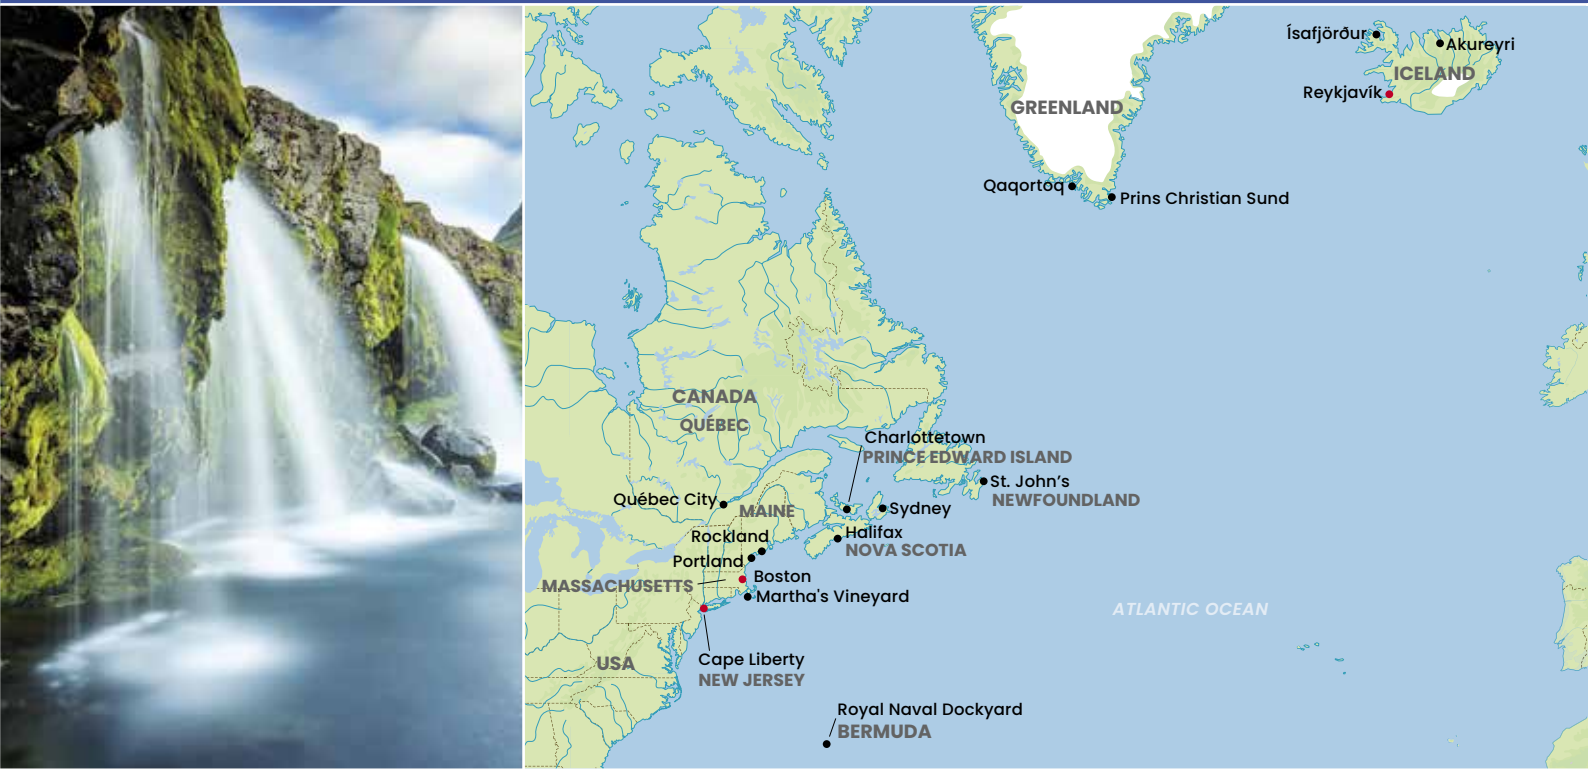 Ísafjörður
Akureyri
ICELAND
Reykjavík
GREENLAND
Qaqortoq
Prins Christian Sund
CANADA
QUÉBEC
Charlottetown
PRINCE EDWARD ISLAND
St. John’s
NEWFOUNDLAND
Québec City
MAINE
Sydney
Rockland
Halifax
NOVA SCOTIA
Portland
Boston
MASSACHUSETTS
Martha's Vineyard
ATLANTIC OCEAN
Cape Liberty
NEW JERSEY
USA
Royal Naval Dockyard
BERMUDA